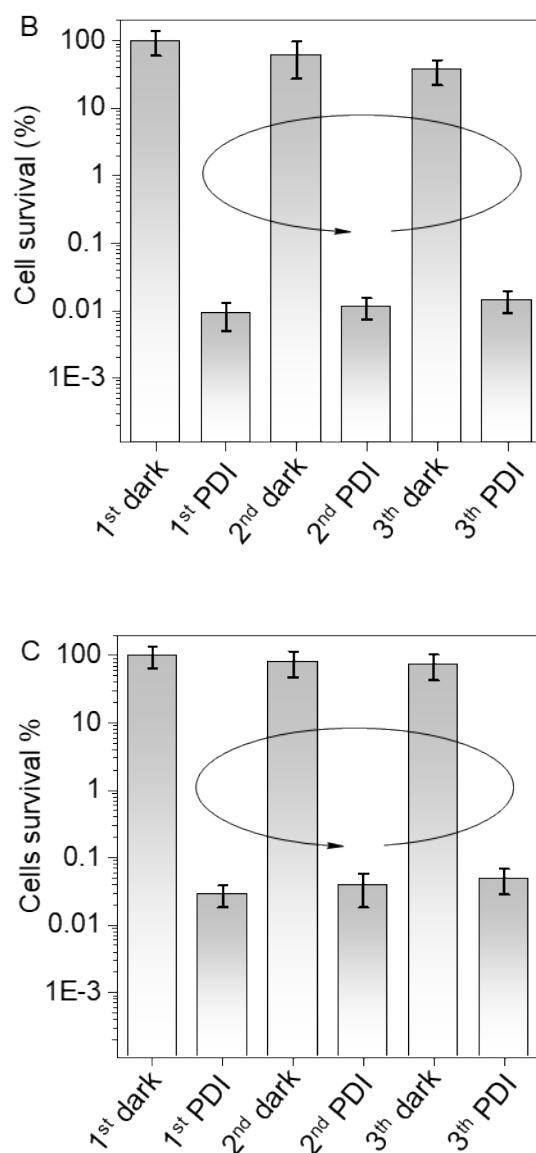 B
Cell survival (%)
100
10
1
0.1
0.01
1E-3
1st dark
1st PDI
2nd dark
2nd PDI
3th dark
3th PDI
C
Cells survival %
100
10
1
0.1
0.01
1E-3
1st dark
1st PDI
2nd dark
2nd PDI
3th dark
3th PDI